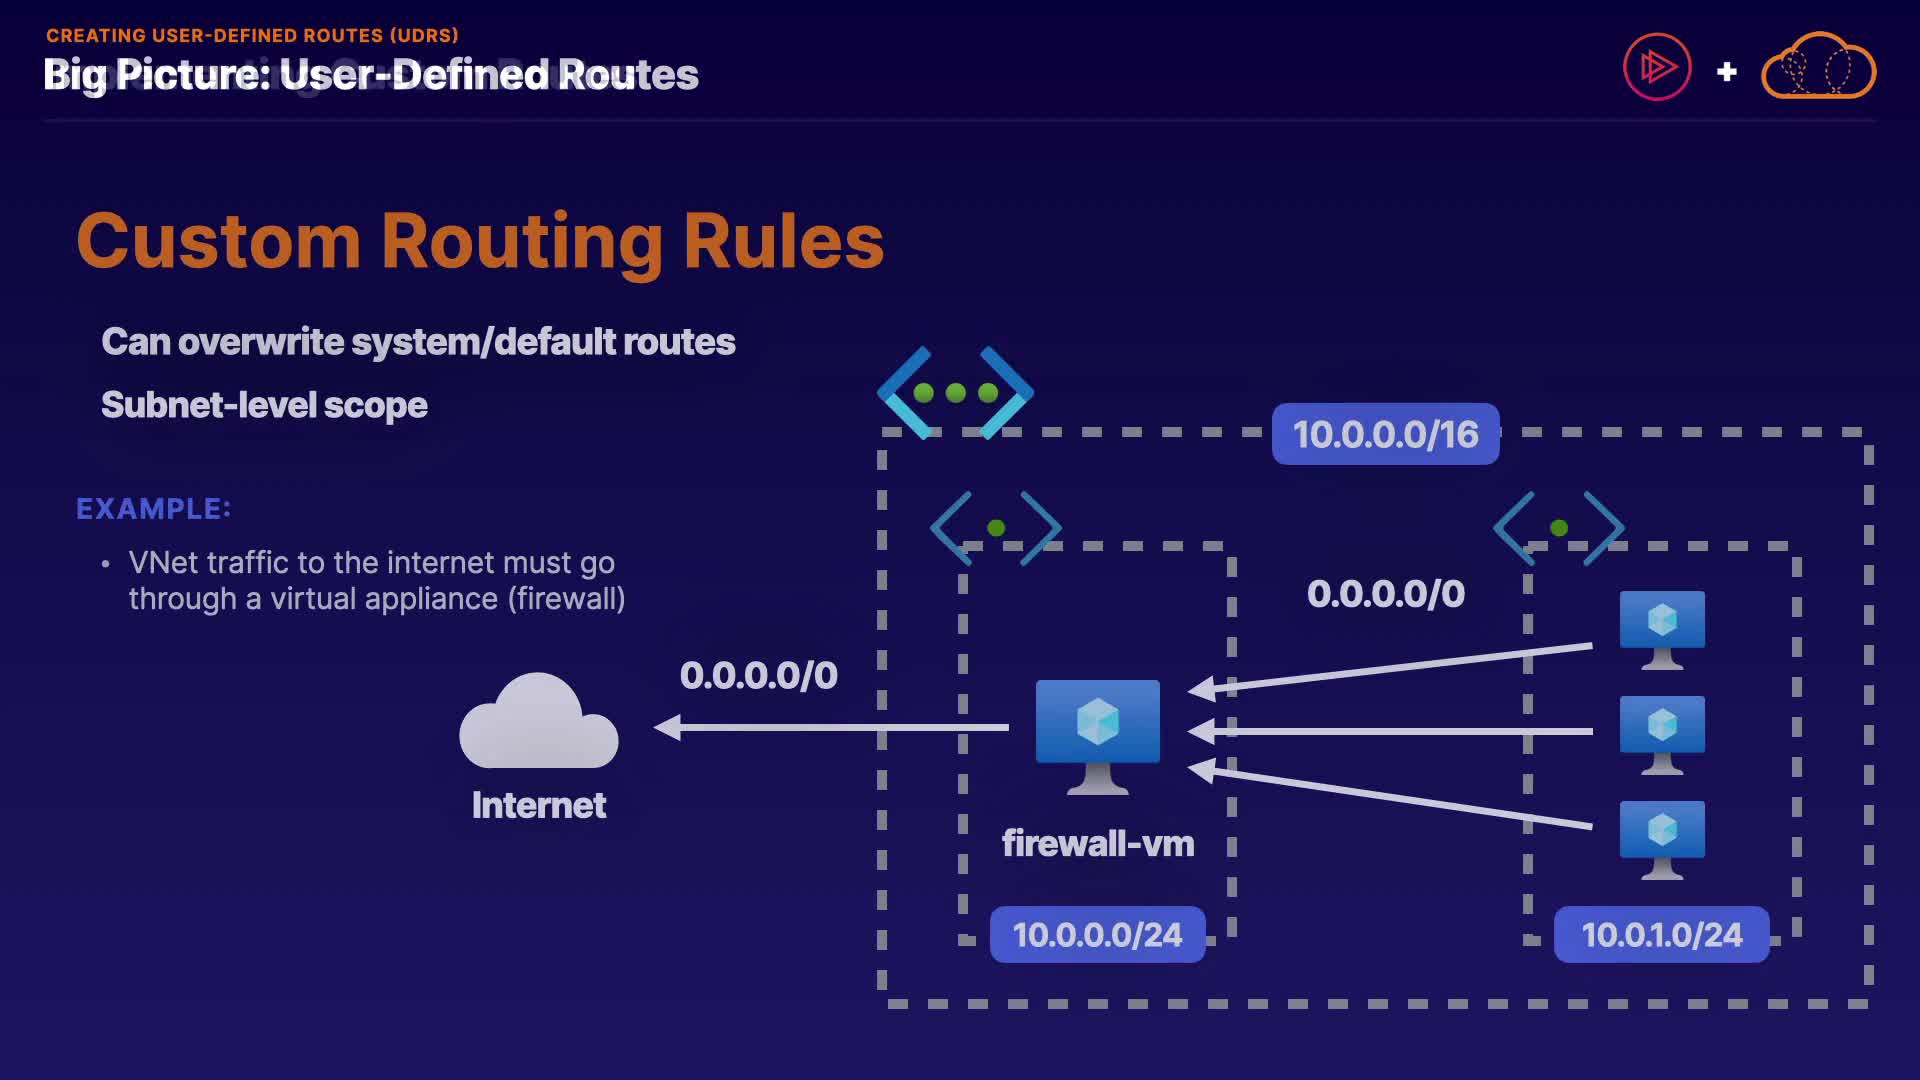 CREATING USER-DEFINED ROUTES (UDRS)
Big Picture: User-Defined Routes
Custom Routing Rules
Can overwrite system/default routes
Subnet-level scope
EXAMPLE:
• VNet traffic to the internet must go
through a virtual appliance (firewall)
10.0.0.0/16
0.0.0.0/0
0.0.0.0/0
Internet
firewall-vm
10.0.0.0/24
10.0.1.0/24